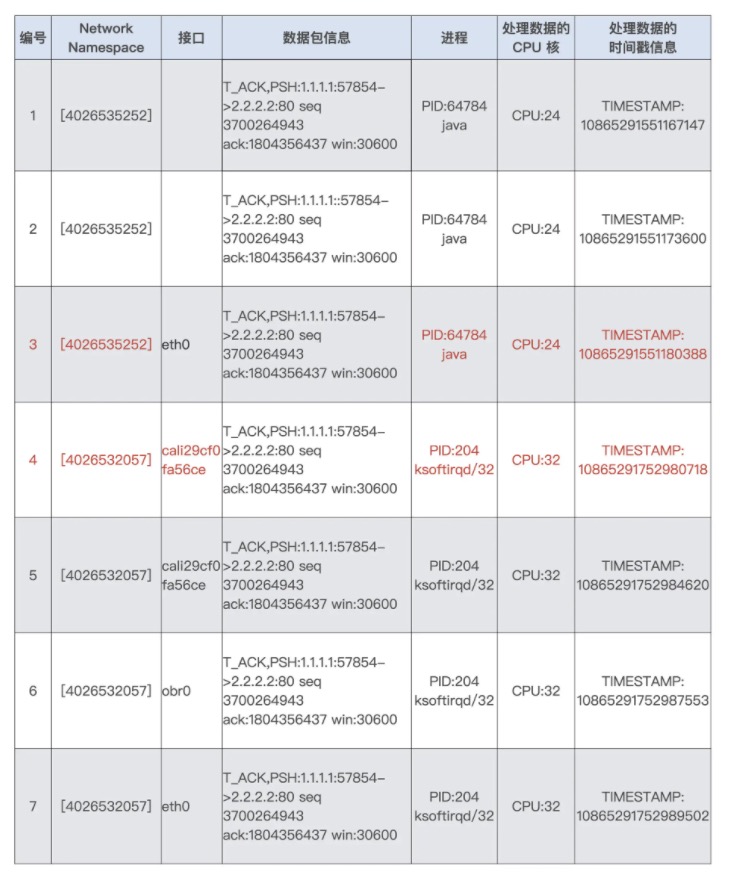 编号
Network
Namespace
接口
数据包信息
进程
处理数据的
CPU 核
处理数据的
时间戳信息
1
[4026535252]
T_ACK,PSH:1.1.1.1:57854-
>2.2.2.2:80 seq
3700264943
ack:1804356437 win:30600
PID:64784
java
CPU:24
TIMESTAMP:
10865291551167147
2
[4026535252]
T_ACK,PSH:1.1.1.1::57854-
>2.2.2.2:80 seq
3700264943
ack:1804356437 win:30600
PID:64784
java
CPU:24
TIMESTAMP:
10865291551173600
3
[4026535252]
eth0
T_ACK,PSH:1.1.1.1:57854-
>2.2.2.2:80 seq
3700264943
ack:1804356437 win:30600
PID:64784
java
CPU:24
TIMESTAMP:
10865291551180388
4
[4026532057]
cali29cf0
fa56ce
T_ACK,PSH:1.1.1.1:57854-
>2.2.2.2:80 seq
3700264943
ack:1804356437 win:30600
PID:204
ksoftirqd/32
CPU:32
TIMESTAMP:
10865291752980718
5
[4026532057]
cali29cf0
fa56ce
T_ACK,PSH:1.1.1.1:57854-
>2.2.2.2:80 seq
3700264943
ack:1804356437 win:30600
PID:204
ksoftirqd/32
CPU:32
TIMESTAMP:
10865291752984620
6
[4026532057]
obr0
T_ACK,PSH:1.1.1.1:57854-
>2.2.2.2:80 seq
3700264943
ack:1804356437 win:30600
PID:204
ksoftirqd/32
CPU:32
TIMESTAMP:
10865291752987553
7
[4026532057]
eth0
T_ACK,PSH:1.1.1.1:57854-
>2.2.2.2:80 seq
3700264943
ack:1804356437 win:30600
PID:204
ksoftirqd/32
CPU:32
TIMESTAMP:
10865291752989502